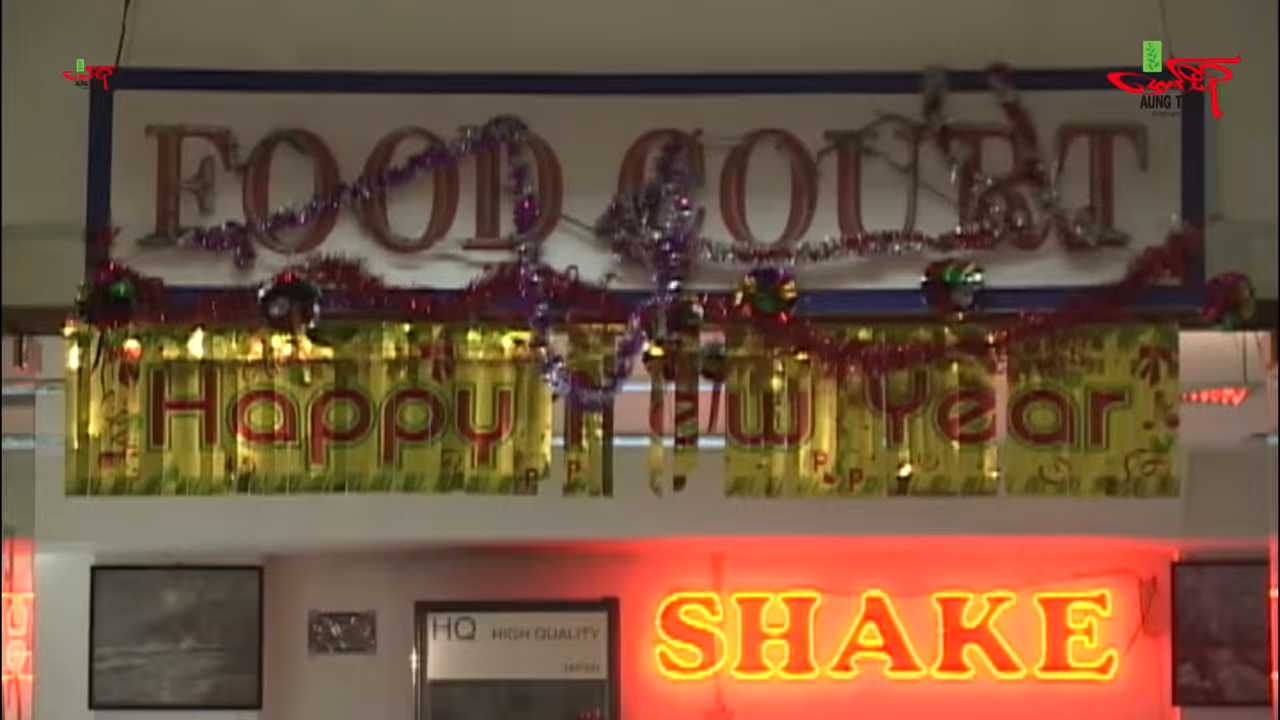 AUNG T
FOOD COURT
Happy New Year
HQ HIGH QUALITY
JAPAN
SHAKE